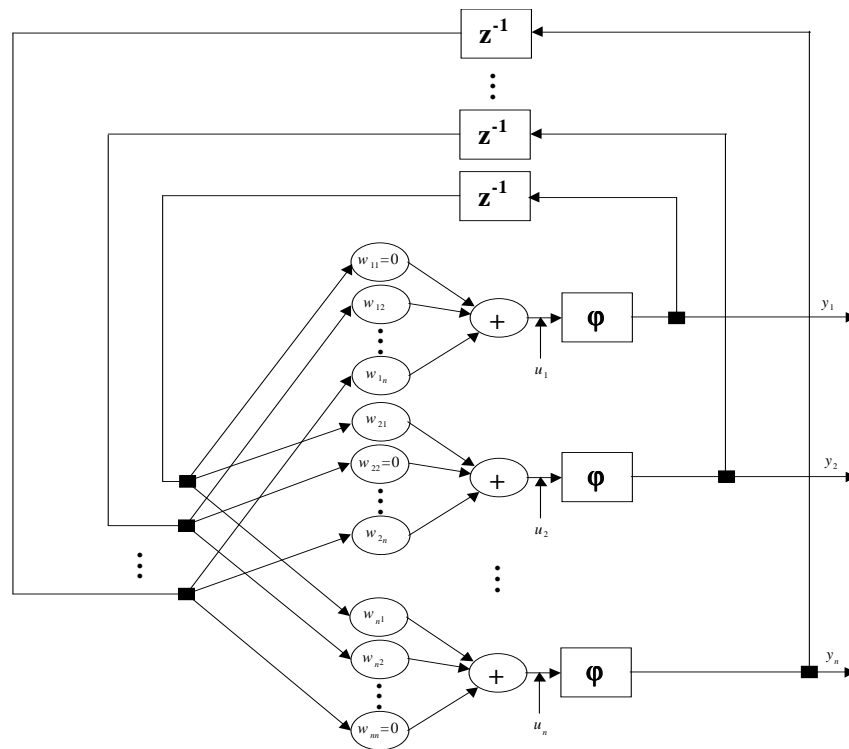 z⁻¹
⋮
z⁻¹
z⁻¹
w₁₁=0
w₁₂
⋮
w₁ₙ
+
u₁
φ
y₁
w₂₁
w₂₂=0
⋮
w₂ₙ
+
u₂
φ
y₂
⋮
⋮
wₙ₁
wₙ₂
⋮
wₙₙ=0
+
uₙ
φ
yₙ